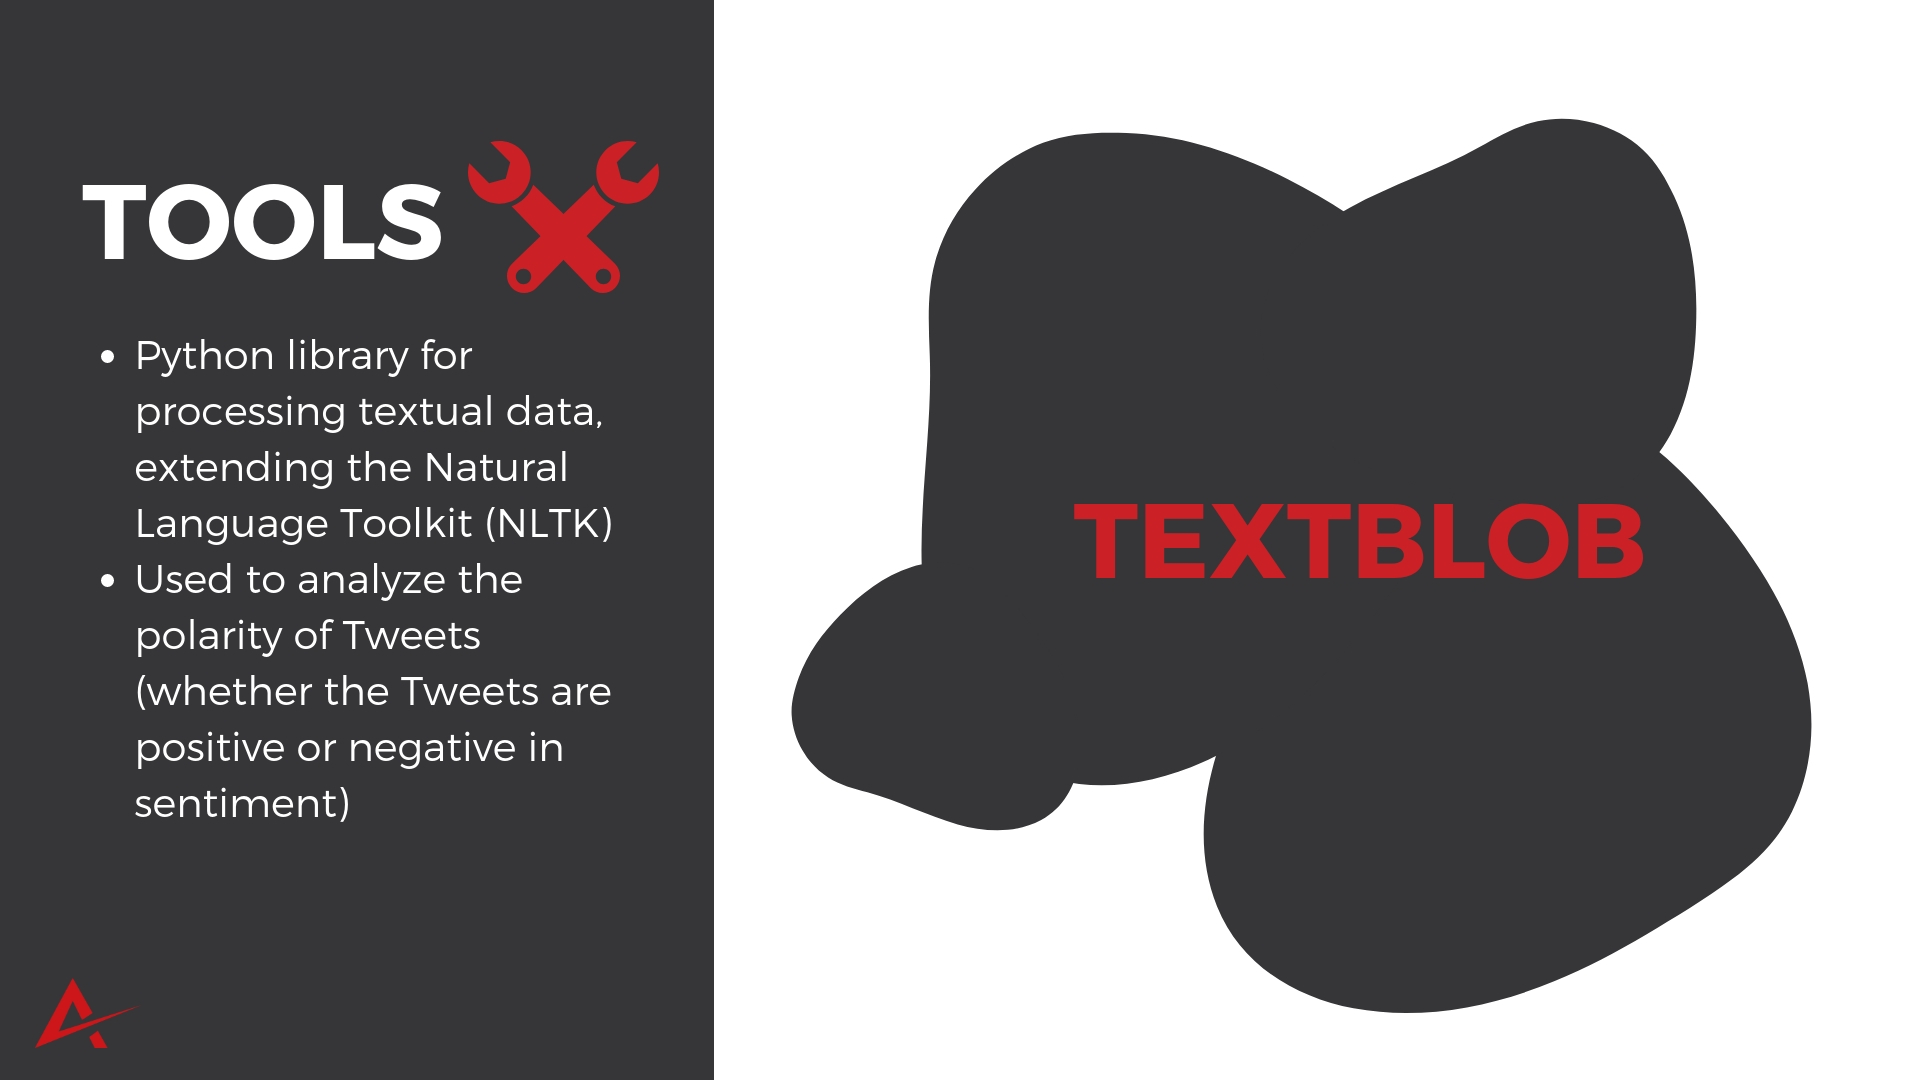 TOOLS
• Python library for
processing textual data,
extending the Natural
Language Toolkit (NLTK)
• Used to analyze the
polarity of Tweets
(whether the Tweets are
positive or negative in
sentiment)
TEXTBLOB